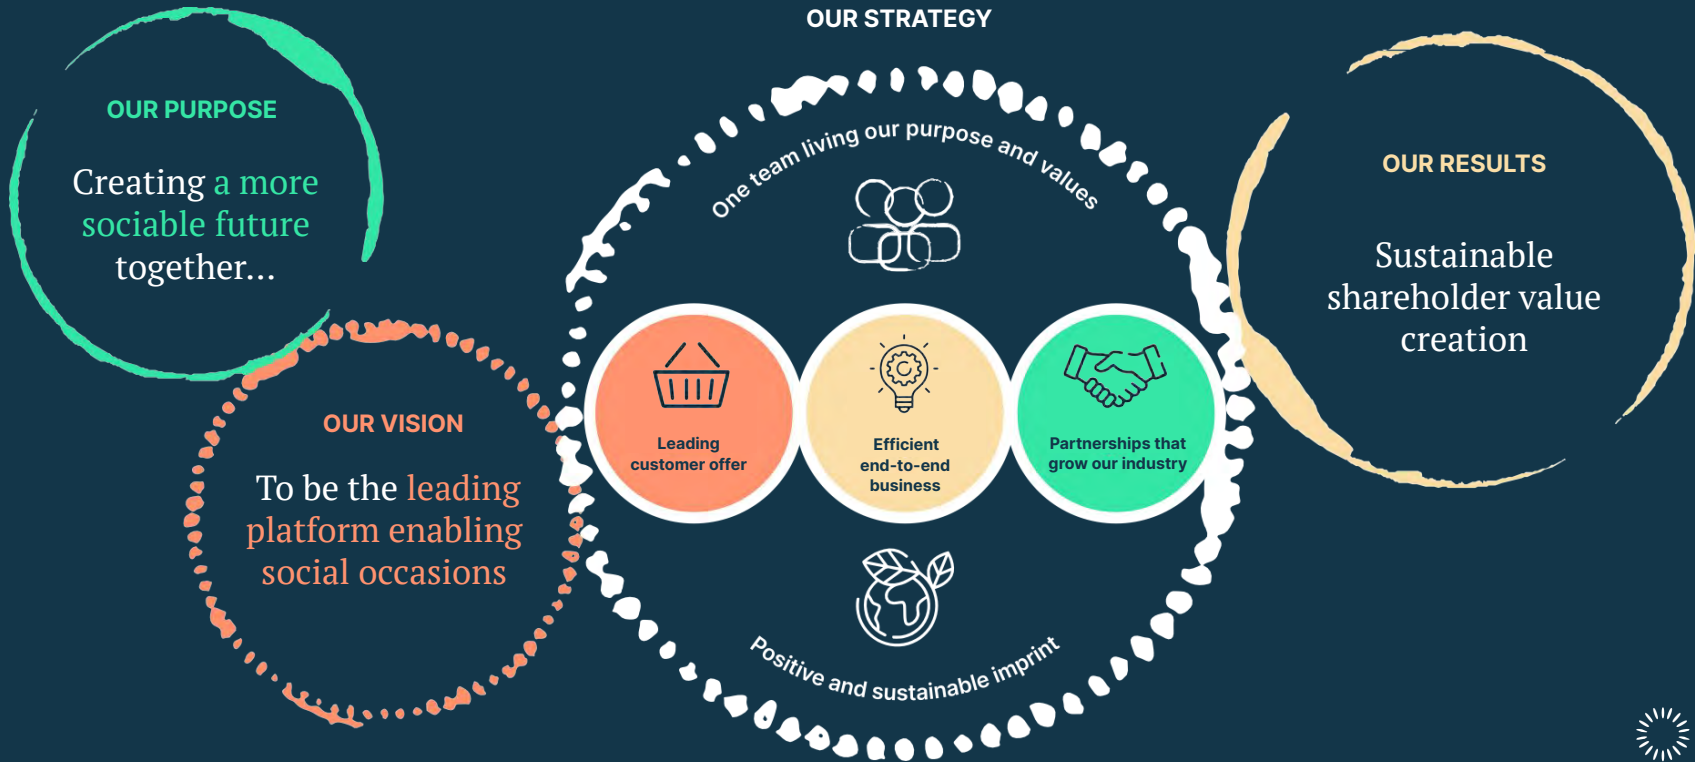 OUR PURPOSE
Creating a more
sociable future
together...
OUR VISION
To be the leading
platform enabling
social occasions
OUR STRATEGY
One team living our purpose and values
Leading
customer offer
Efficient
end-to-end
business
Partnerships that
grow our industry
Positive and sustainable imprint
OUR RESULTS
Sustainable
shareholder value
creation